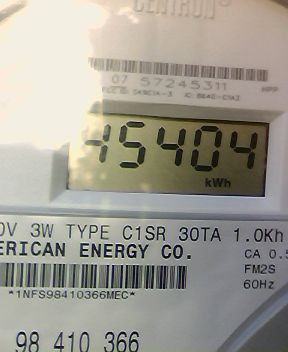 CENTRON
07 57245311
HPP
45404
kWh
0V 3W TYPE C1SR 30TA 1.0Kh
ERICAN ENERGY CO.
CA 0.5
FM2S
60Hz
*1NFS98410366MEC*
98 410 366